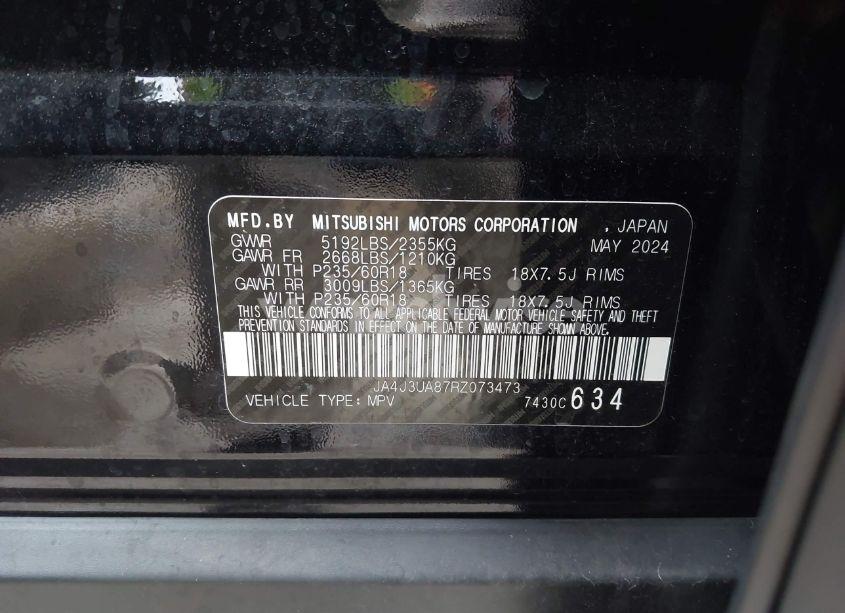 MFD.BY MITSUBISHI MOTORS CORPORATION , JAPAN
GVWR 5192LBS/2355KG MAY 2024
GAWR FR 2668LBS/1210KG
WITH P235/60R18 TIRES 18X7.5J RIMS
GAWR RR 3009LBS/1365KG
WITH P235/60R18 TIRES 18X7.5J RIMS
THIS VEHICLE CONFORMS TO ALL APPLICABLE FEDERAL MOTOR VEHICLE SAFETY AND THEFT
PREVENTION STANDARDS IN EFFECT ON THE DATE OF MANUFACTURE SHOWN ABOVE.
JA4J3UA87RZ073473
VEHICLE TYPE: MPV 7430C 634